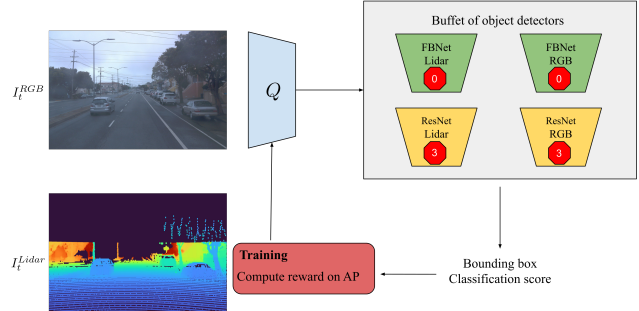 Buffet of object detectors
I_t^{RGB}
Q
FBNet
Lidar
0
FBNet
RGB
0
ResNet
Lidar
3
ResNet
RGB
3
I_t^{Lidar}
Training
Compute reward on AP
Bounding box
Classification score